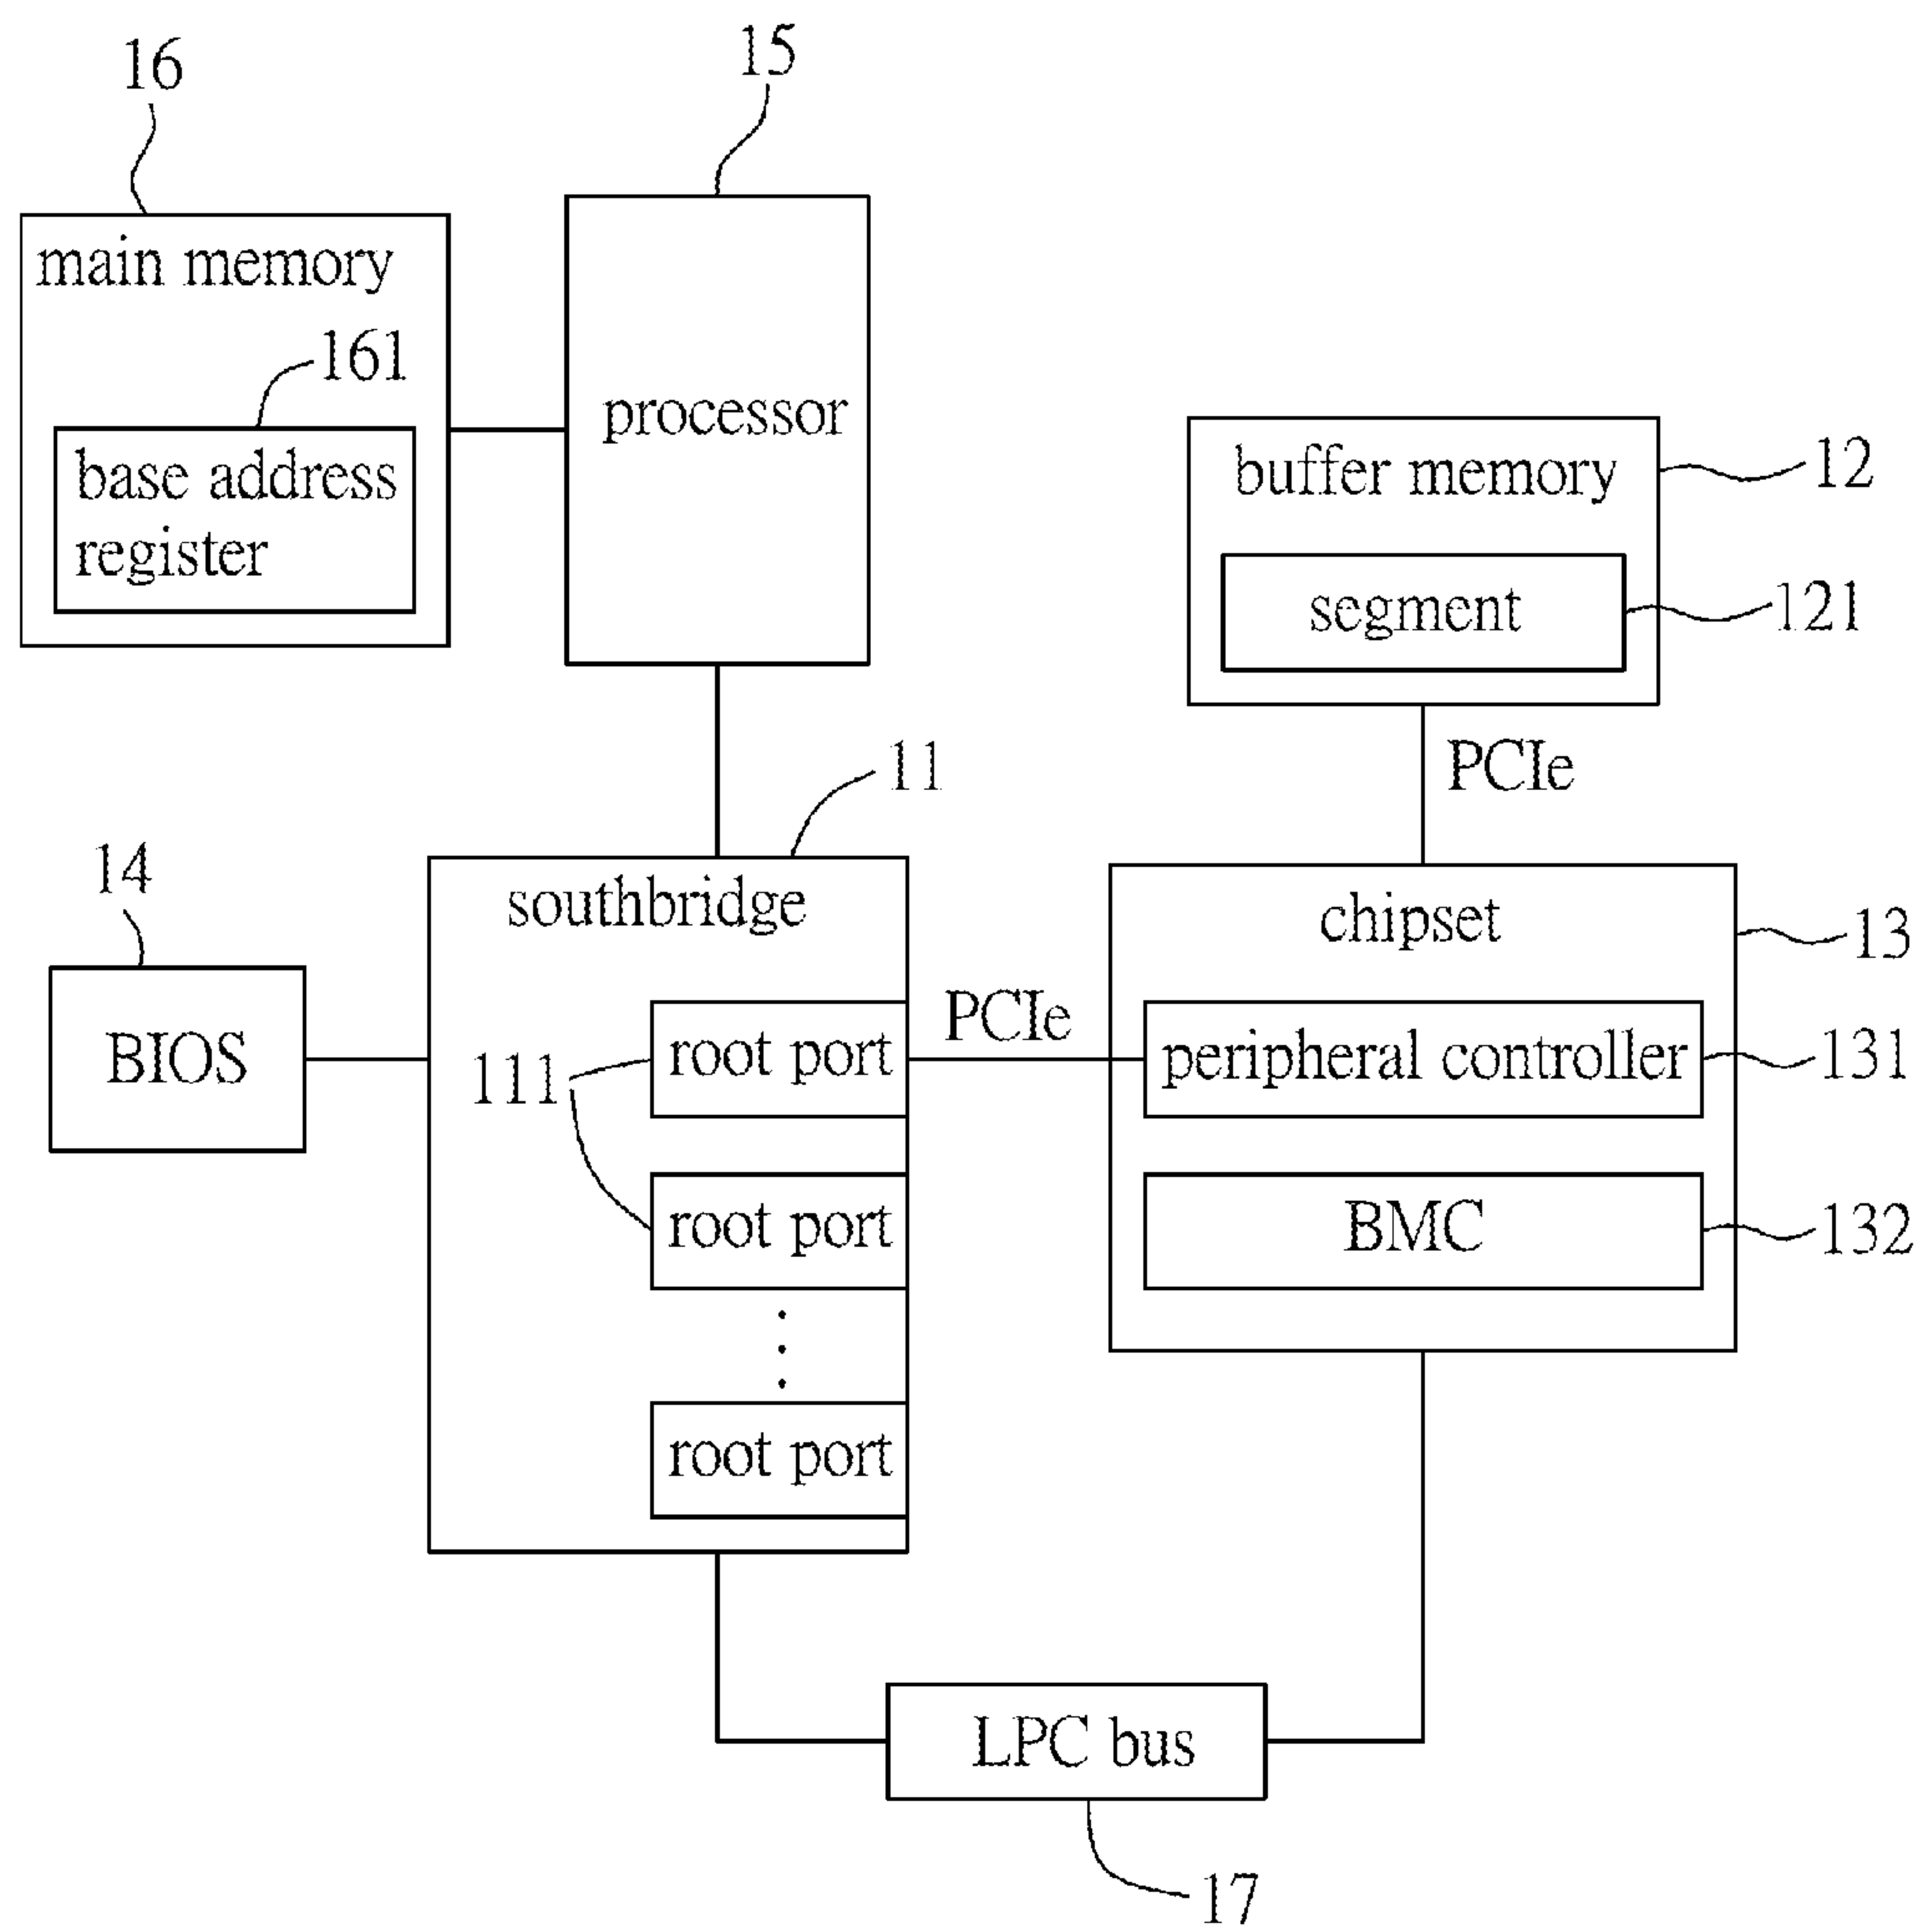 16
15
main memory
161
base address
register
processor
buffer memory
12
segment
121
PCIe
11
14
southbridge
chipset
13
BIOS
111
root port
PCIe
peripheral controller
131
root port
BMC
132
root port
LPC bus
17